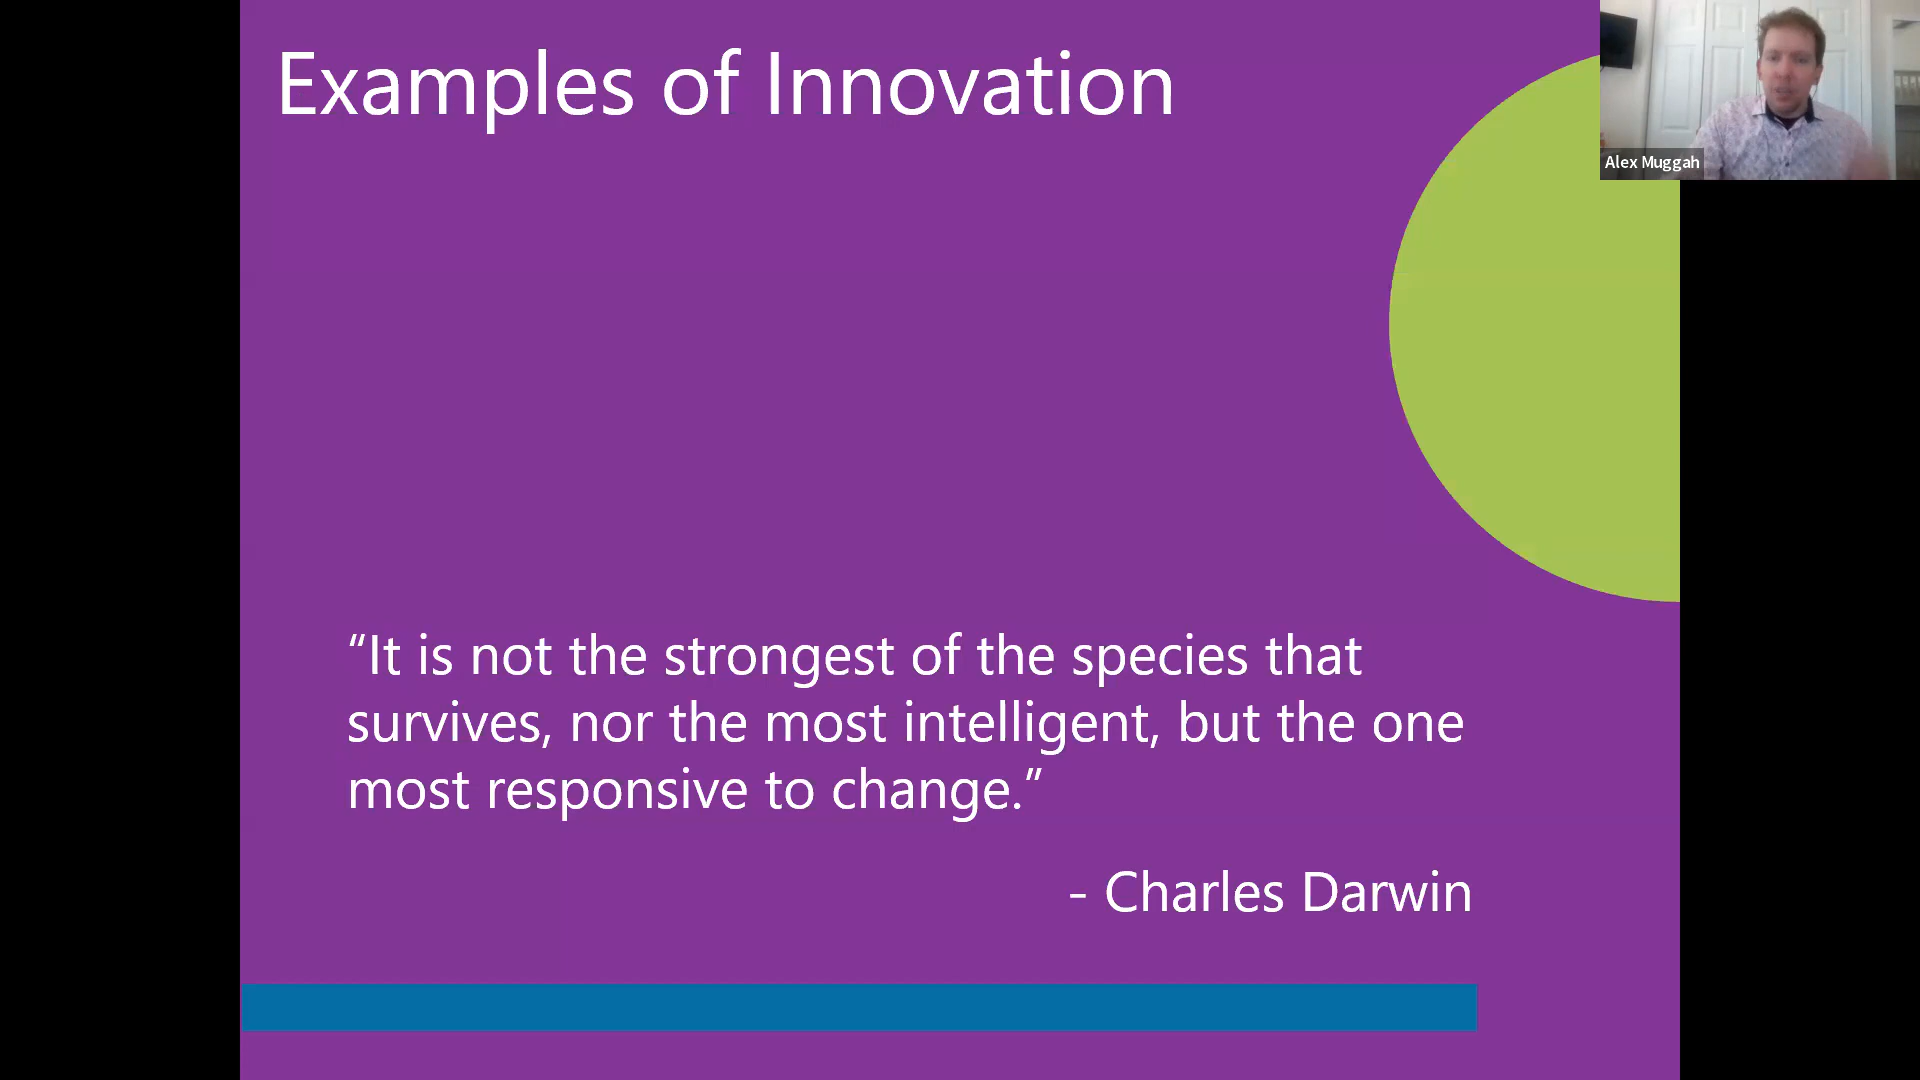 Examples of Innovation
Alex Muggah
“It is not the strongest of the species that
survives, nor the most intelligent, but the one
most responsive to change.”
- Charles Darwin